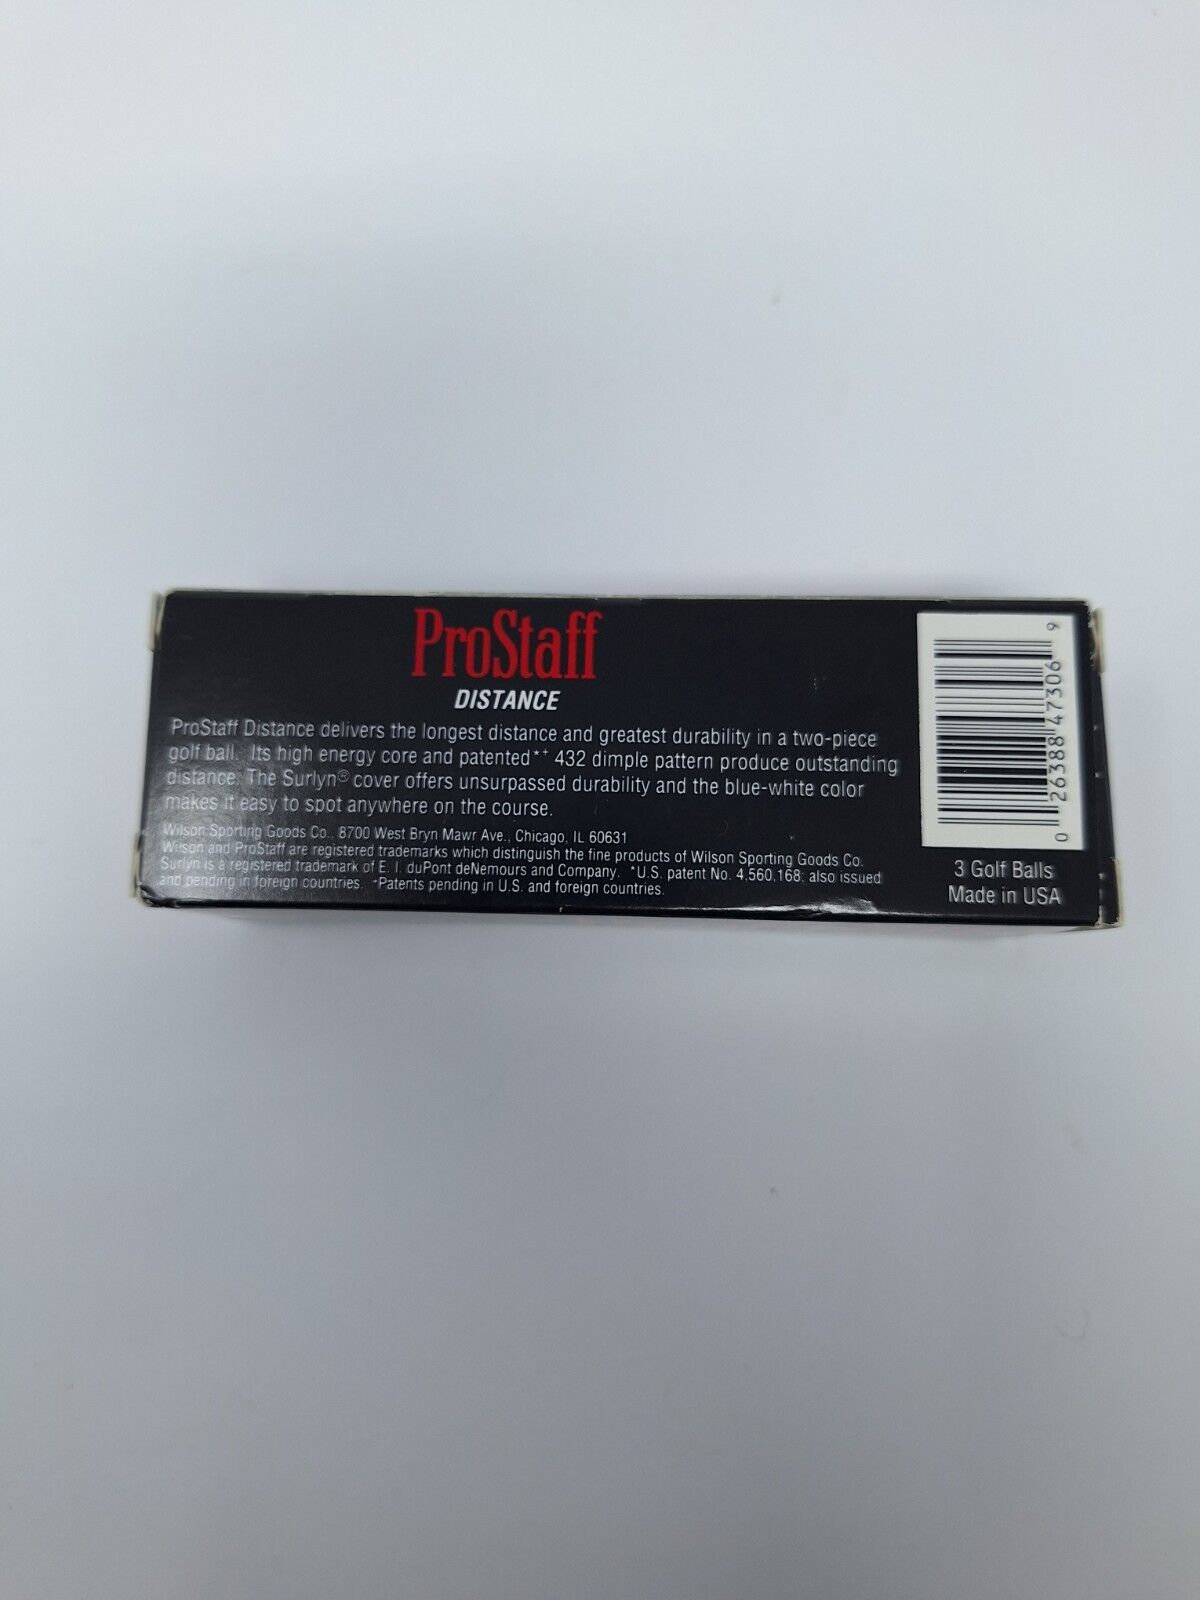 ProStaff
DISTANCE
ProStaff Distance delivers the longest distance and greatest durability in a two-piece
golf ball. Its high energy core and patented*+ 432 dimple pattern produce outstanding
distance. The Surlyn® cover offers unsurpassed durability and the blue-white color
makes it easy to spot anywhere on the course.
Wilson Sporting Goods Co., 8700 West Bryn Mawr Ave., Chicago, IL 60631
Wilson and ProStaff are registered trademarks which distinguish the fine products of Wilson Sporting Goods Co.
Surlyn is a registered trademark of E. I. duPont deNemours and Company. *U.S. patent No. 4,560,168; also issued
and pending in foreign countries. +Patents pending in U.S. and foreign countries.
0 26388 47306 9
3 Golf Balls
Made in USA